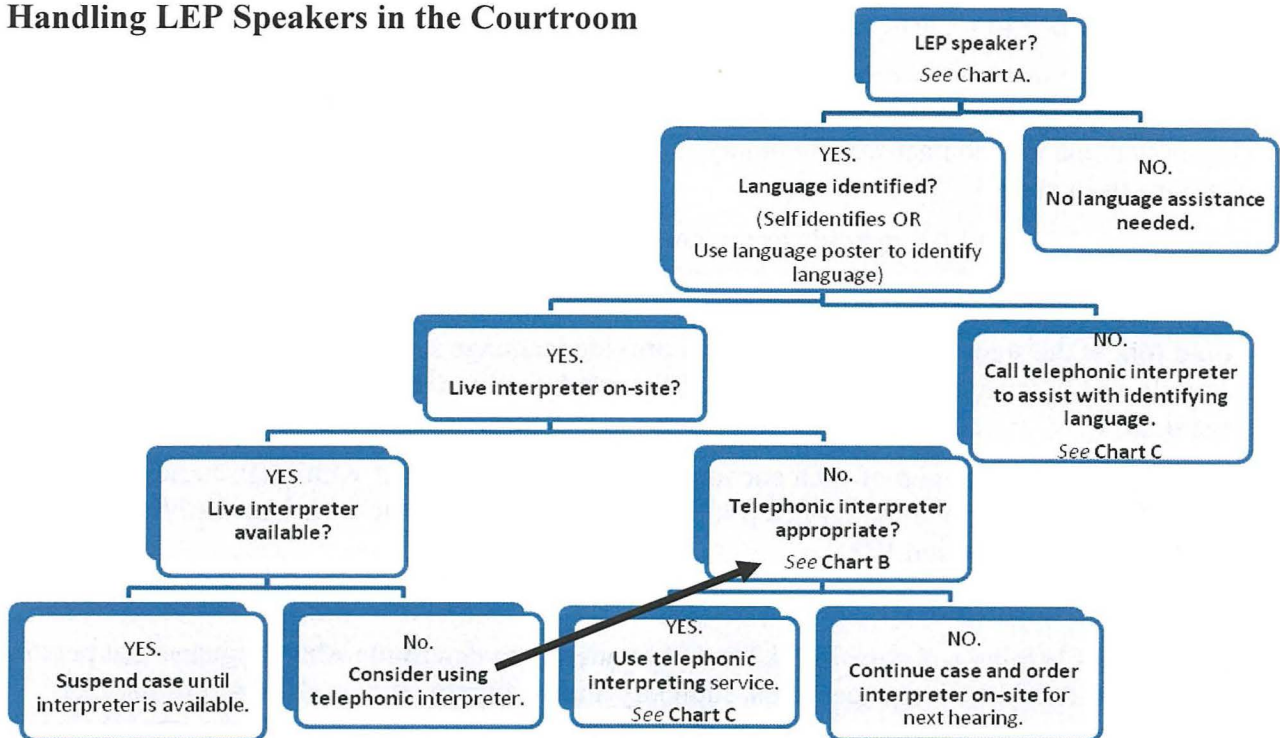 Handling LEP Speakers in the Courtroom
LEP speaker?
See Chart A.
YES.
Language identified?
(Self identifies OR
Use language poster to identify
language)
NO.
No language assistance
needed.
YES.
Live interpreter on-site?
NO.
Call telephonic interpreter
to assist with identifying
language.
See Chart C
YES.
Live interpreter
available?
No.
Telephonic interpreter
appropriate?
See Chart B
YES.
Suspend case until
interpreter is available.
No.
Consider using
telephonic interpreter.
YES.
Use telephonic
interpreting service.
See Chart C
NO.
Continue case and order
interpreter on-site for
next hearing.